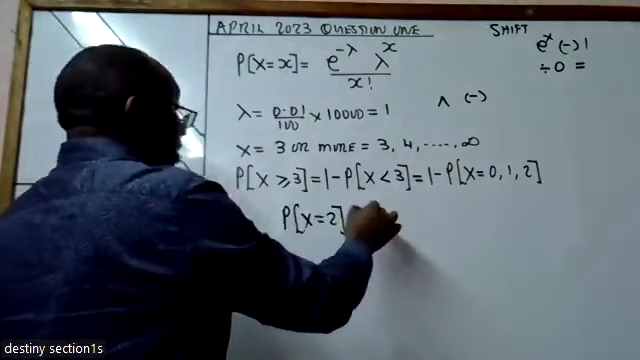 APRIL 2023 QUESTION ONE
SHIFT
e^x (-) 1
÷ 0 =
P[X=x] = e^-λ λ^x / x!
λ = 0.01/100 x 10000 = 1
^ (-)
x = 3 or more = 3, 4, ....., ∞
P[X ⩾ 3] = 1 - P[X < 3] = 1 - P[X = 0, 1, 2]
P[X = 2]
destiny section1s